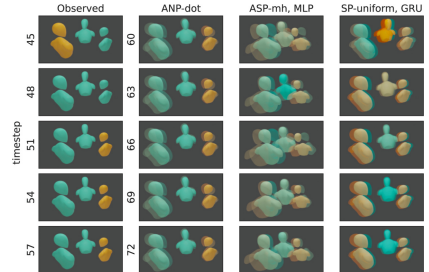 Observed ANP-dot ASP-mh, MLP SP-uniform, GRU
timestep
45 60
48 63
51 66
54 69
57 72